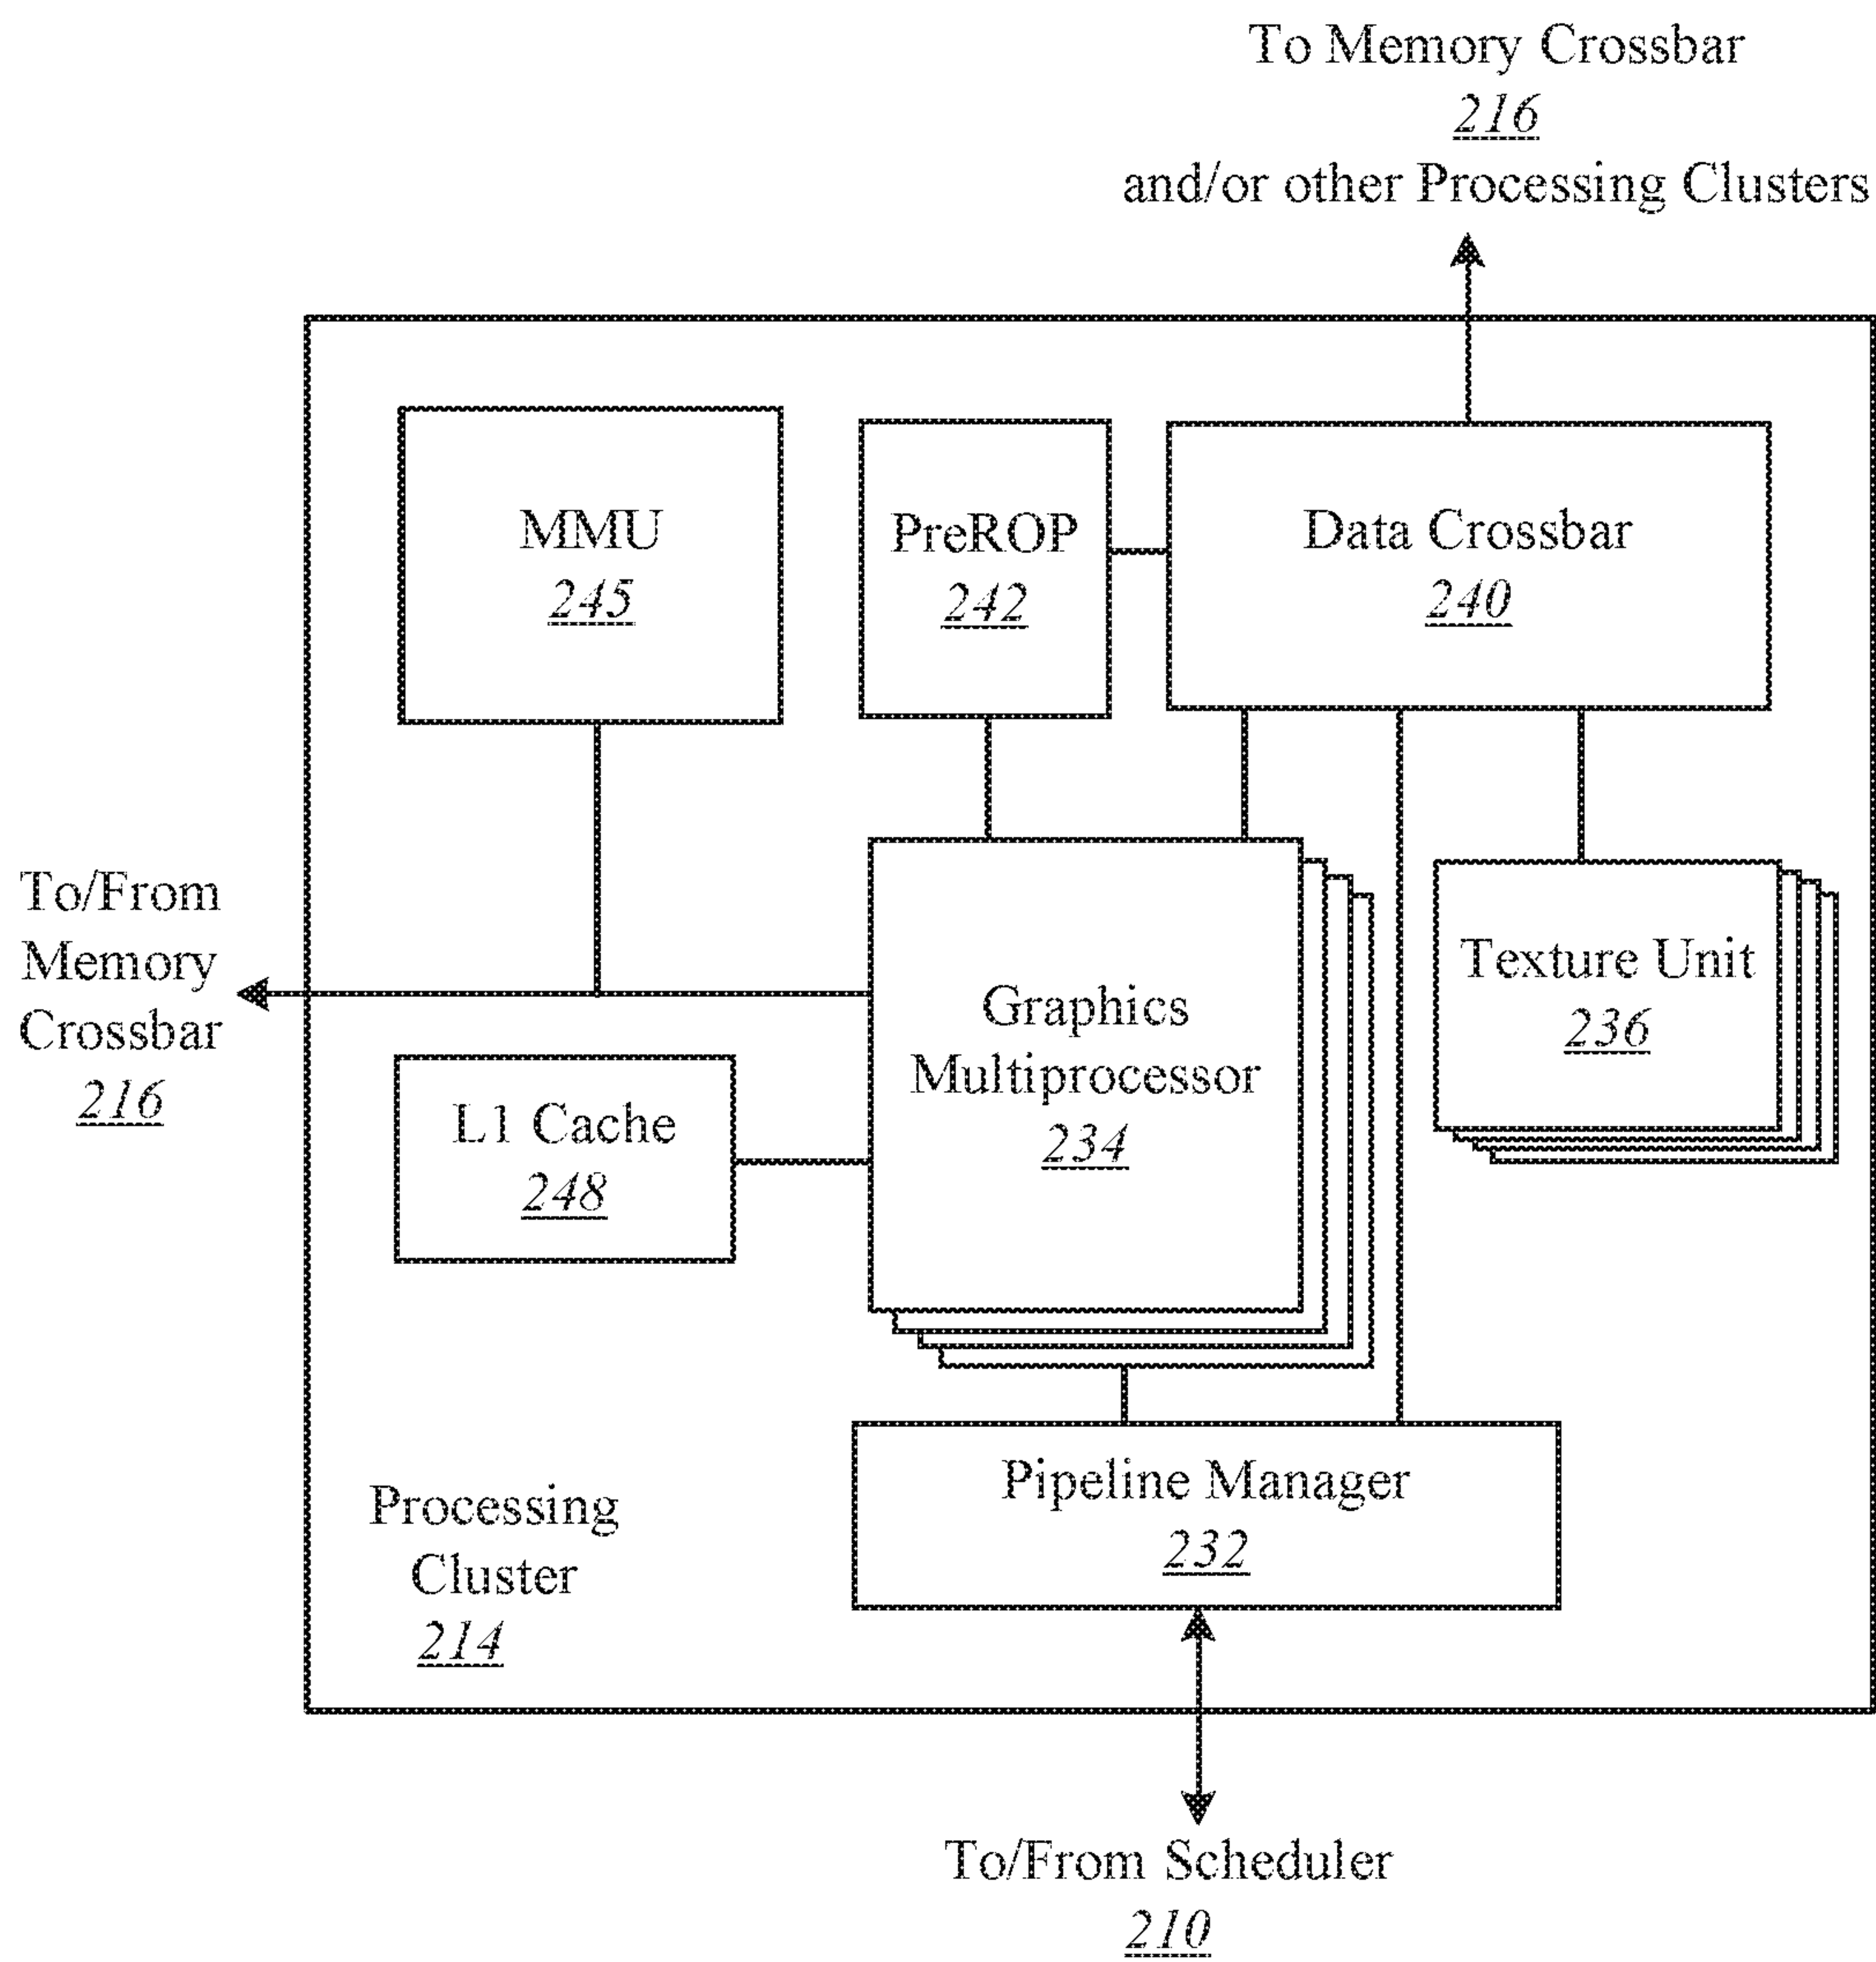 To Memory Crossbar
216
and/or other Processing Clusters
MMU
245
PreROP
242
Data Crossbar
240
To/From
Memory
Crossbar
216
Graphics
Multiprocessor
234
Texture Unit
236
L1 Cache
248
Pipeline Manager
232
Processing
Cluster
214
To/From Scheduler
210